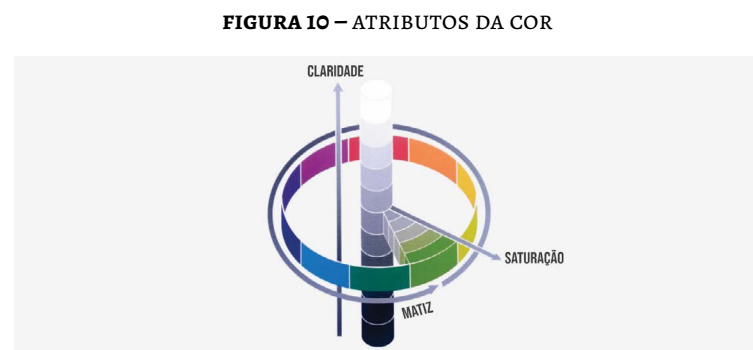 FIGURA 10 – ATRIBUTOS DA COR
CLARIDADE
SATURAÇÃO
MATIZ